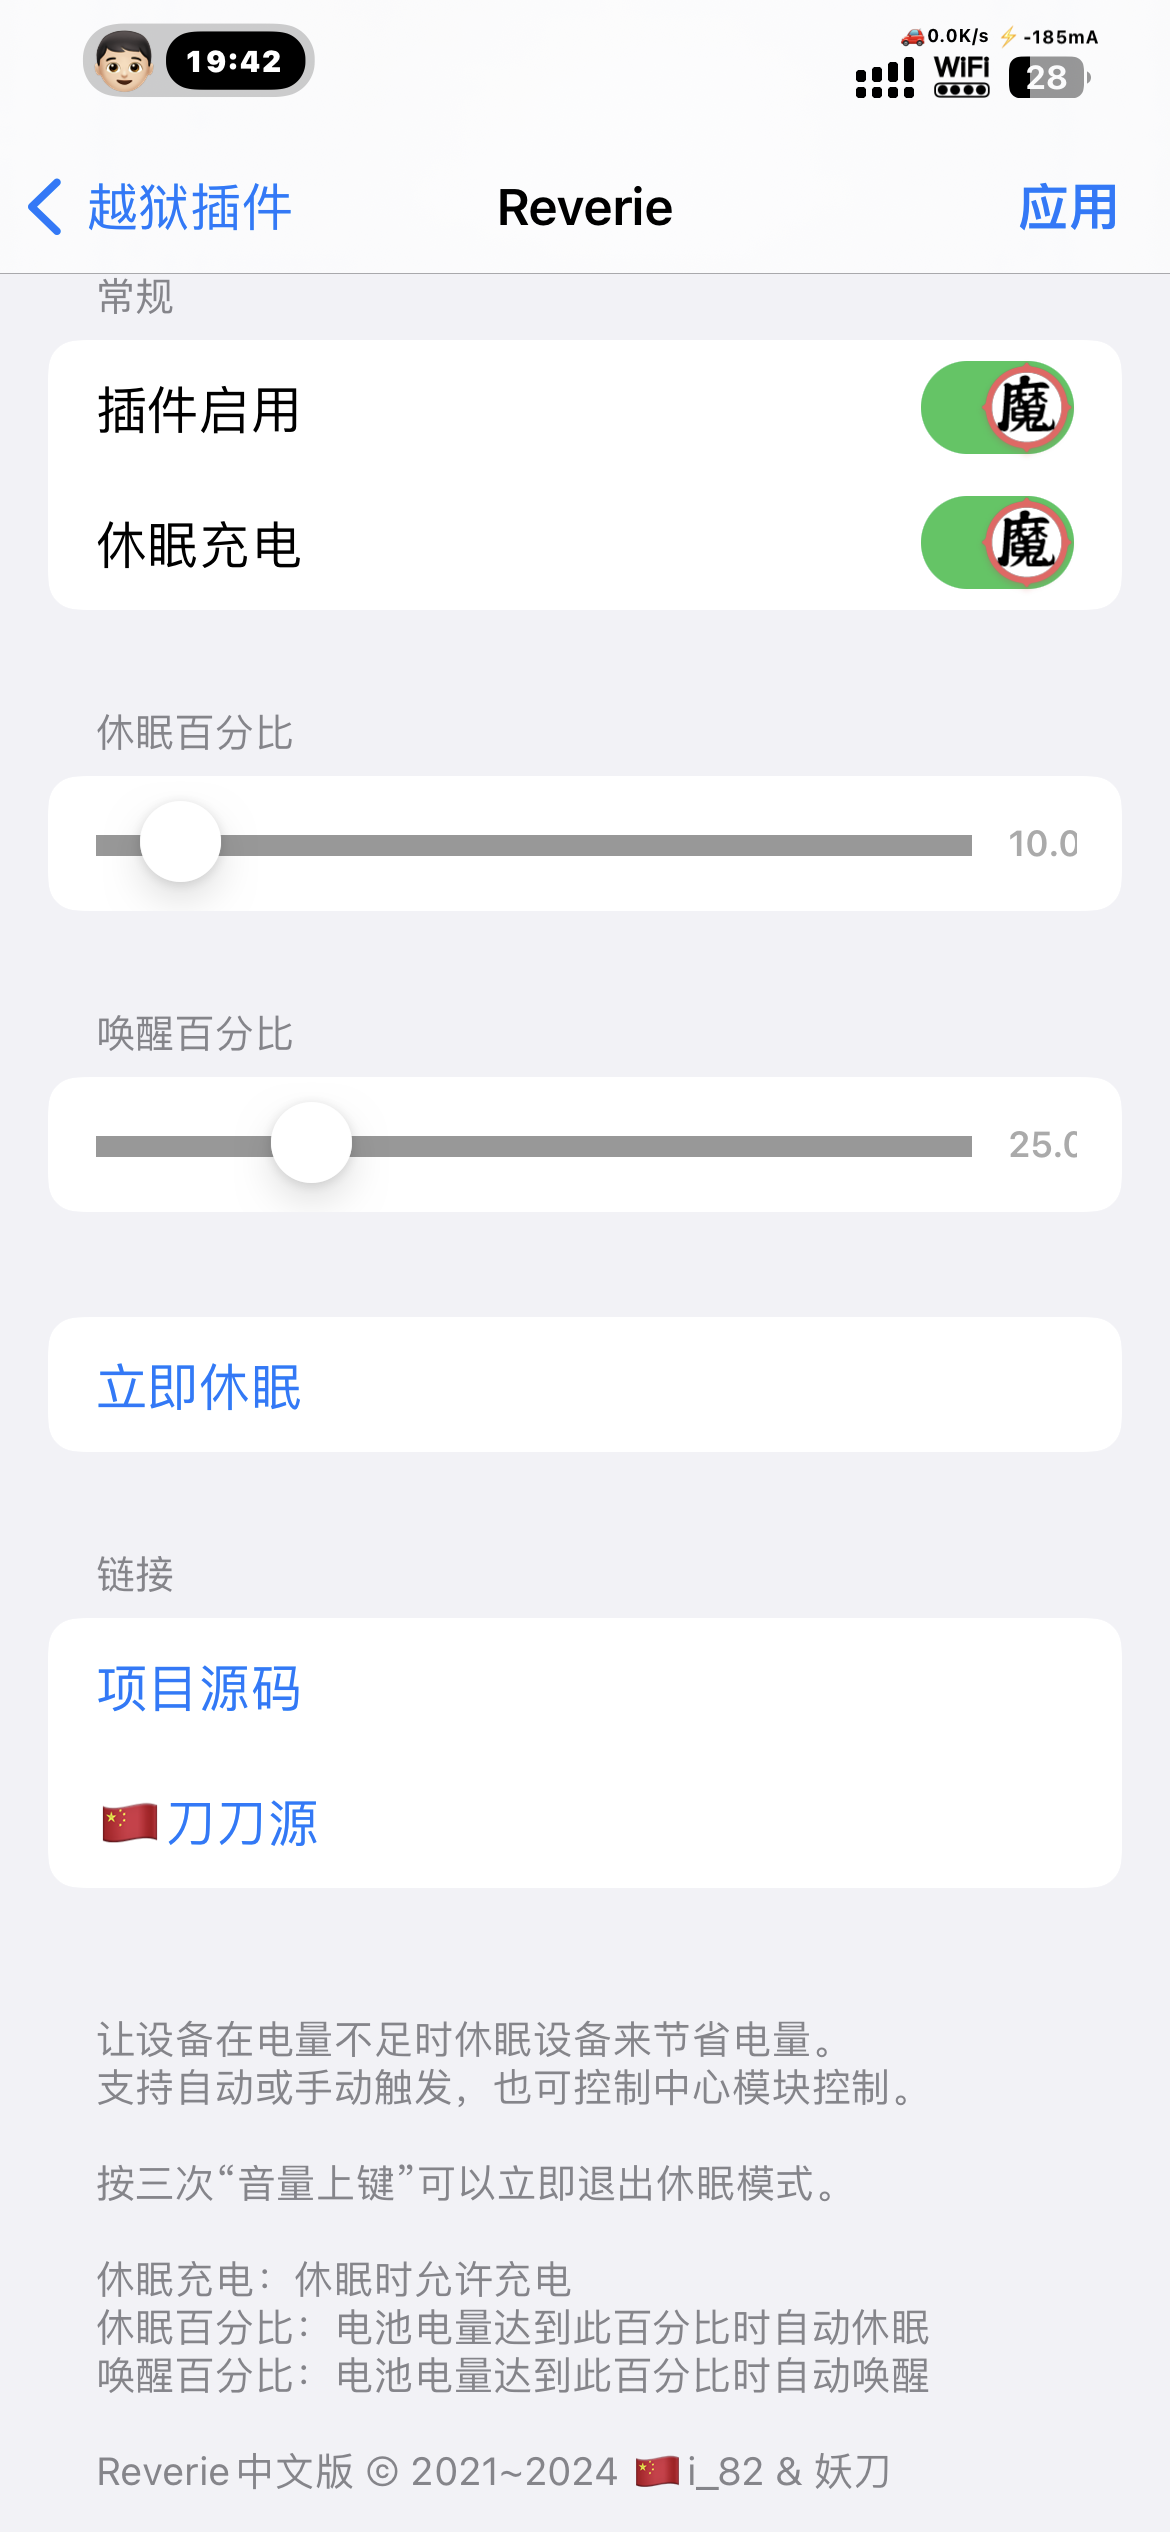 19:42
🚗0.0K/s ⚡-185mA
WiFi
28
越狱插件
Reverie
应用
常规
插件启用
魔
休眠充电
魔
休眠百分比
10.0
唤醒百分比
25.0
立即休眠
链接
项目源码
🇨🇳刀刀源
让设备在电量不足时休眠设备来节省电量。
支持自动或手动触发，也可控制中心模块控制。
按三次“音量上键”可以立即退出休眠模式。
休眠充电：休眠时允许充电
休眠百分比：电池电量达到此百分比时自动休眠
唤醒百分比：电池电量达到此百分比时自动唤醒
Reverie中文版 © 2021~2024 🇨🇳i_82 & 妖刀